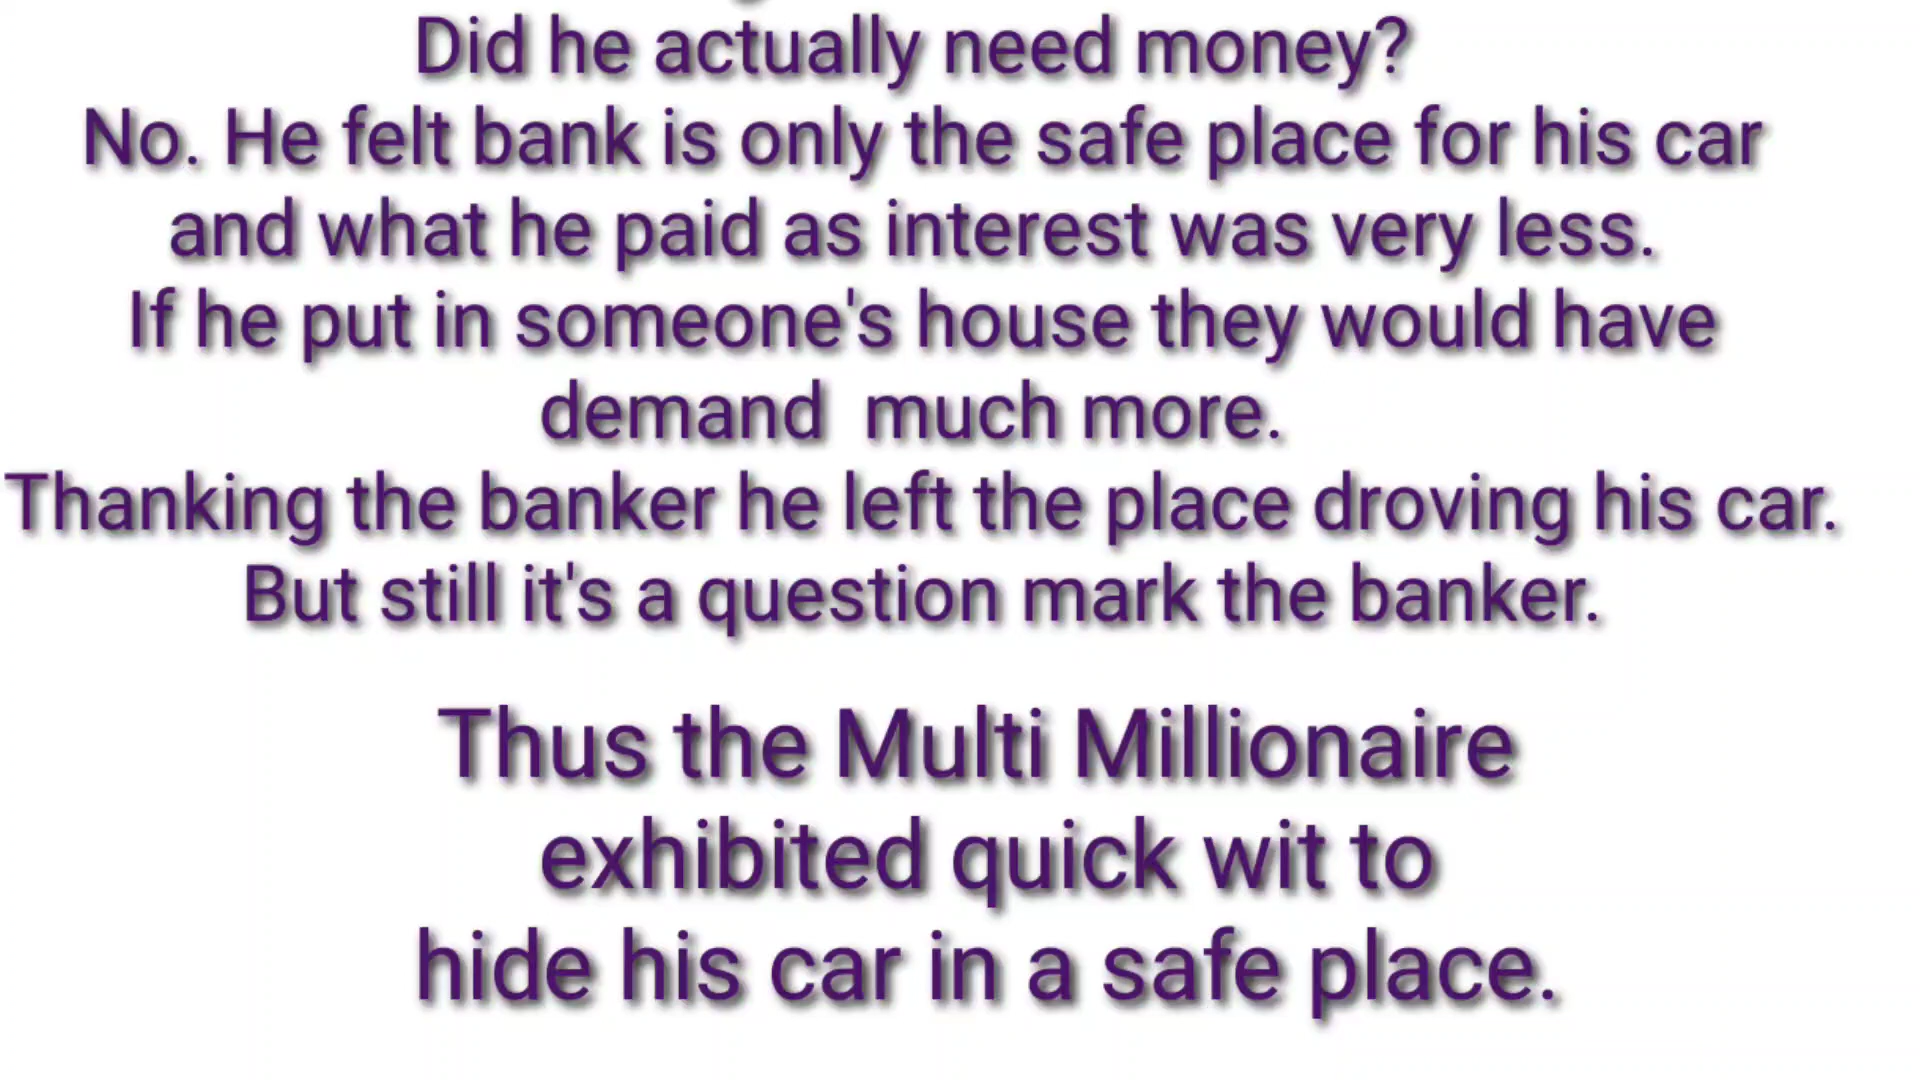 Did he actually need money?
No. He felt bank is only the safe place for his car
and what he paid as interest was very less.
If he put in someone's house they would have
demand  much more.
Thanking the banker he left the place droving his car.
But still it's a question mark the banker.
Thus the Multi Millionaire
exhibited quick wit to
hide his car in a safe place.